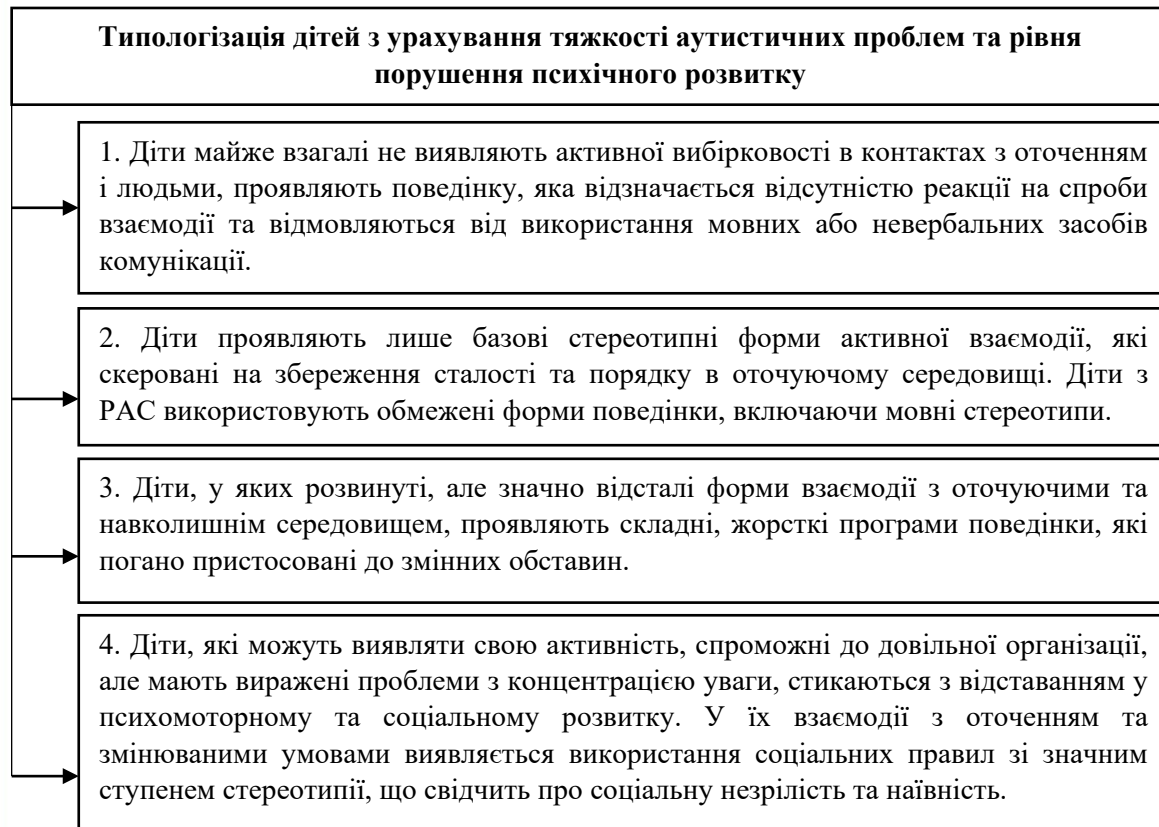 Типологізація дітей з урахування тяжкості аутистичних проблем та рівня
порушення психічного розвитку
1. Діти майже взагалі не виявляють активної вибірковості в контактах з оточенням
і людьми, проявляють поведінку, яка відзначається відсутністю реакції на спроби
взаємодії та відмовляються від використання мовних або невербальних засобів
комунікації.
2. Діти проявляють лише базові стереотипні форми активної взаємодії, які
скеровані на збереження сталості та порядку в оточуючому середовищі. Діти з
РАС використовують обмежені форми поведінки, включаючи мовні стереотипи.
3. Діти, у яких розвинуті, але значно відсталі форми взаємодії з оточуючими та
навколишнім середовищем, проявляють складні, жорсткі програми поведінки, які
погано пристосовані до змінних обставин.
4. Діти, які можуть виявляти свою активність, спроможні до довільної організації,
але мають виражені проблеми з концентрацією уваги, стикаються з відставанням у
психомоторному та соціальному розвитку. У їх взаємодії з оточенням та
змінюваними умовами виявляється використання соціальних правил зі значним
ступенем стереотипії, що свідчить про соціальну незрілість та наївність.